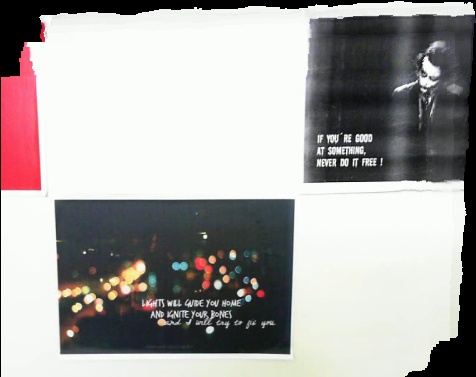 IF YOU´RE GOOD
AT SOMETHING,
NEVER DO IT FREE !
LIGHTS WILL GUIDE YOU HOME
AND IGNITE YOUR BONES
and I will try to fix you